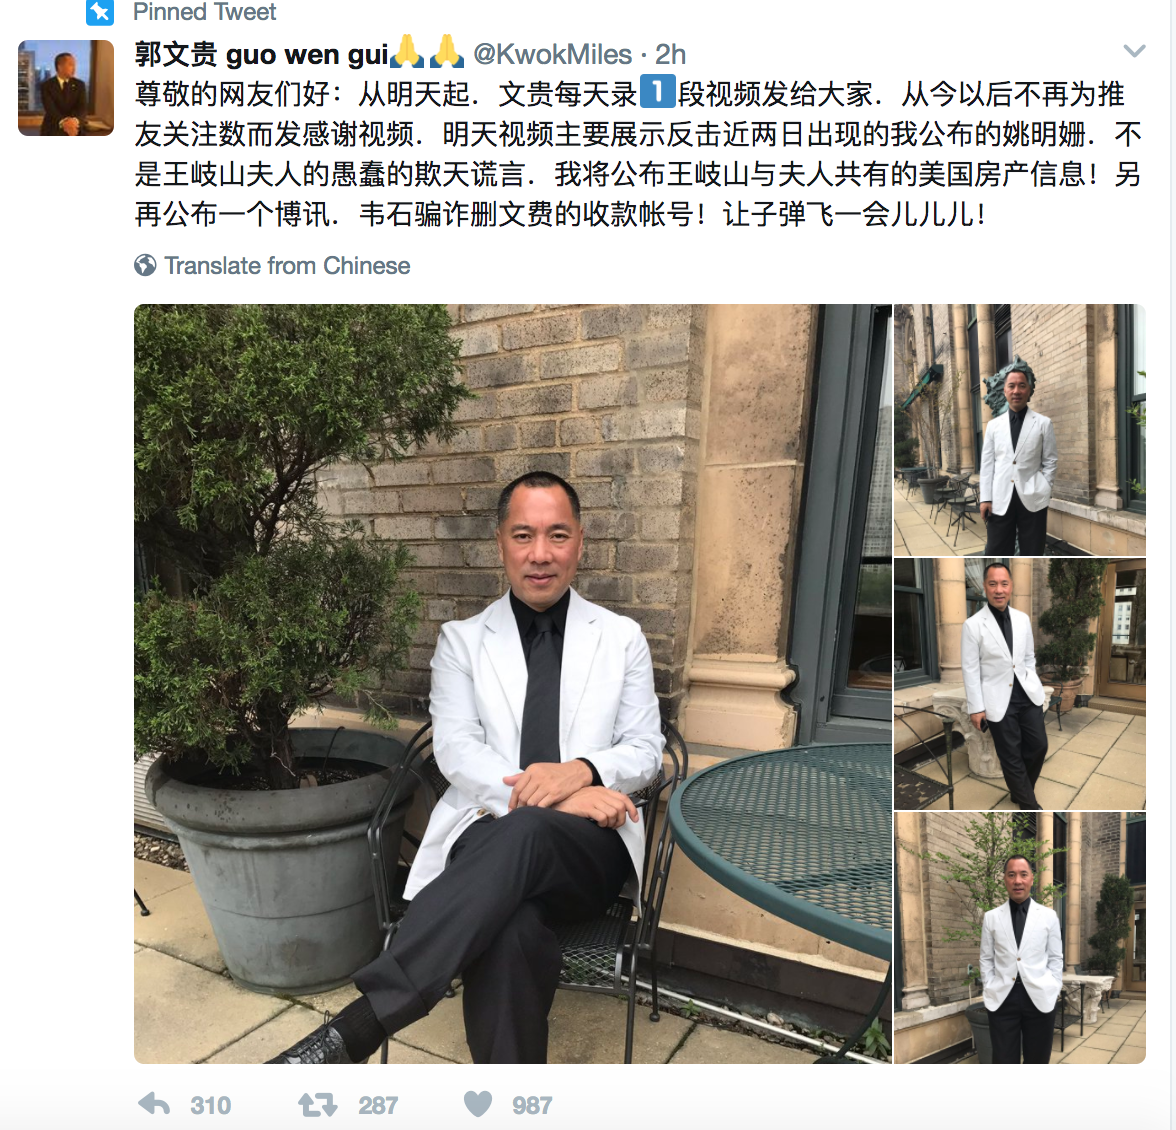 Pinned Tweet
郭文贵 guo wen gui🙏🙏 @KwokMiles · 2h
尊敬的网友们好：从明天起．文贵每天录1️⃣段视频发给大家．从今以后不再为推
友关注数而发感谢视频．明天视频主要展示反击近两日出现的我公布的姚明姗．不
是王岐山夫人的愚蠢的欺天谎言．我将公布王岐山与夫人共有的美国房产信息！另
再公布一个博讯．韦石骗诈删文费的收款帐号！让子弹飞一会儿儿儿！
Translate from Chinese
310 287 987